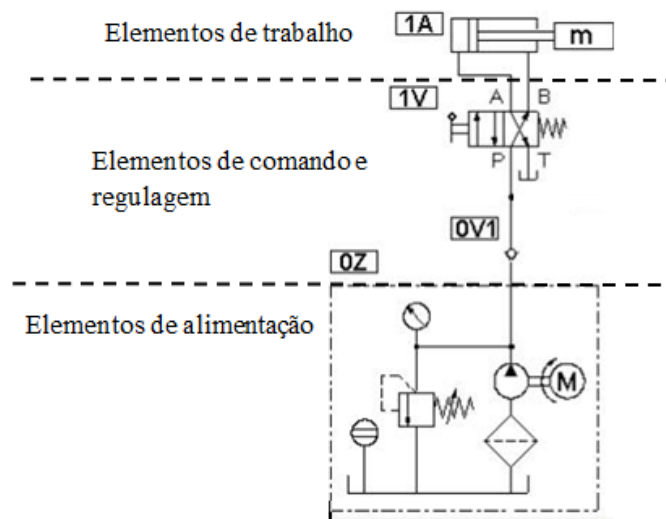 Elementos de trabalho
1A
m
1V
A B
P T
Elementos de comando e
regulagem
0V1
0Z
Elementos de alimentação
M